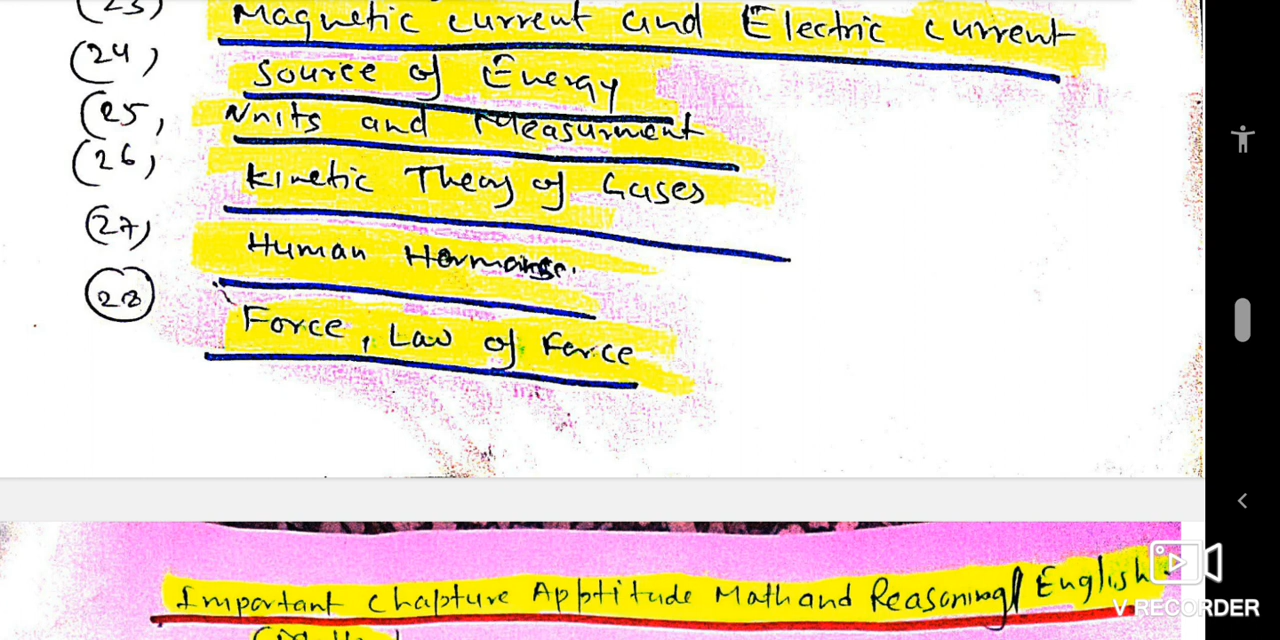 (23) Magnetic current and Electric current
(24) Source of Energy
(25, Units and Measurment
(26, Kinetic Theory of Gases
(27) Human
(28) Force, Law of Force
Important Chapture Apptitude Math and Reasoning/ English
V RECORDER